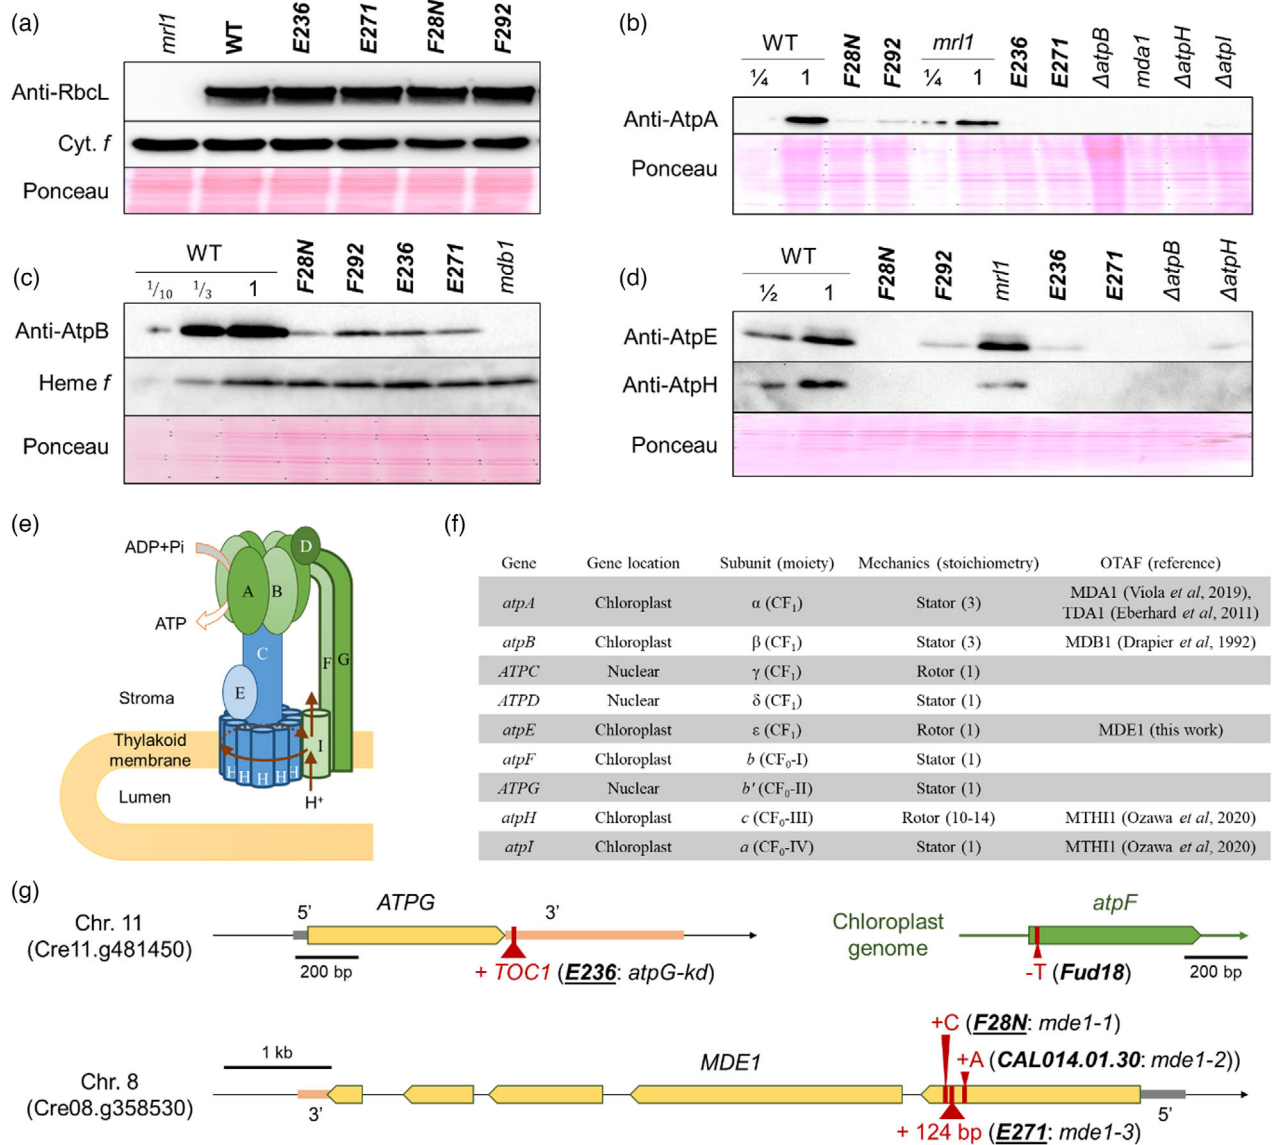 (a)
mrl1 WT E236 E271 F28N F292
Anti-RbcL
Cyt. f
Ponceau
(b)
WT F28N F292 mrl1 E236 E271 ΔatpB mda1 ΔatpH ΔatpI
¼ 1 ¼ 1
Anti-AtpA
Ponceau
(c)
WT F28N F292 E236 E271 mdb1
1/10 1/3 1
Anti-AtpB
Heme f
Ponceau
(d)
WT F28N F292 mrl1 E236 E271 ΔatpB ΔatpH
½ 1
Anti-AtpE
Anti-AtpH
Ponceau
(e)
ADP+Pi
ATP
D
A B
C
F G
E
I
Stroma
Thylakoid
membrane
H H H H H
Lumen
H+
(f)
Gene Gene location Subunit (moiety) Mechanics (stoichiometry) OTAF (reference)
atpA Chloroplast α (CF1) Stator (3) MDA1 (Viola et al, 2019),
TDA1 (Eberhard et al, 2011)
atpB Chloroplast β (CF1) Stator (3) MDB1 (Drapier et al, 1992)
ATPC Nuclear γ (CF1) Rotor (1)
ATPD Nuclear δ (CF1) Stator (1)
atpE Chloroplast ε (CF1) Rotor (1) MDE1 (this work)
atpF Chloroplast b (CF0-I) Stator (1)
ATPG Nuclear b' (CF0-II) Stator (1)
atpH Chloroplast c (CF0-III) Rotor (10-14) MTHI1 (Ozawa et al, 2020)
atpI Chloroplast a (CF0-IV) Stator (1) MTHI1 (Ozawa et al, 2020)
(g)
Chr. 11
(Cre11.g481450)
5’ ATPG 3’
200 bp
+ TOC1 (E236: atpG-kd)
Chloroplast
genome
atpF
-T (Fud18)
200 bp
Chr. 8
(Cre08.g358530)
1 kb
MDE1
+C (F28N: mde1-1)
+A (CAL014.01.30: mde1-2))
3’ 5’
+ 124 bp (E271: mde1-3)